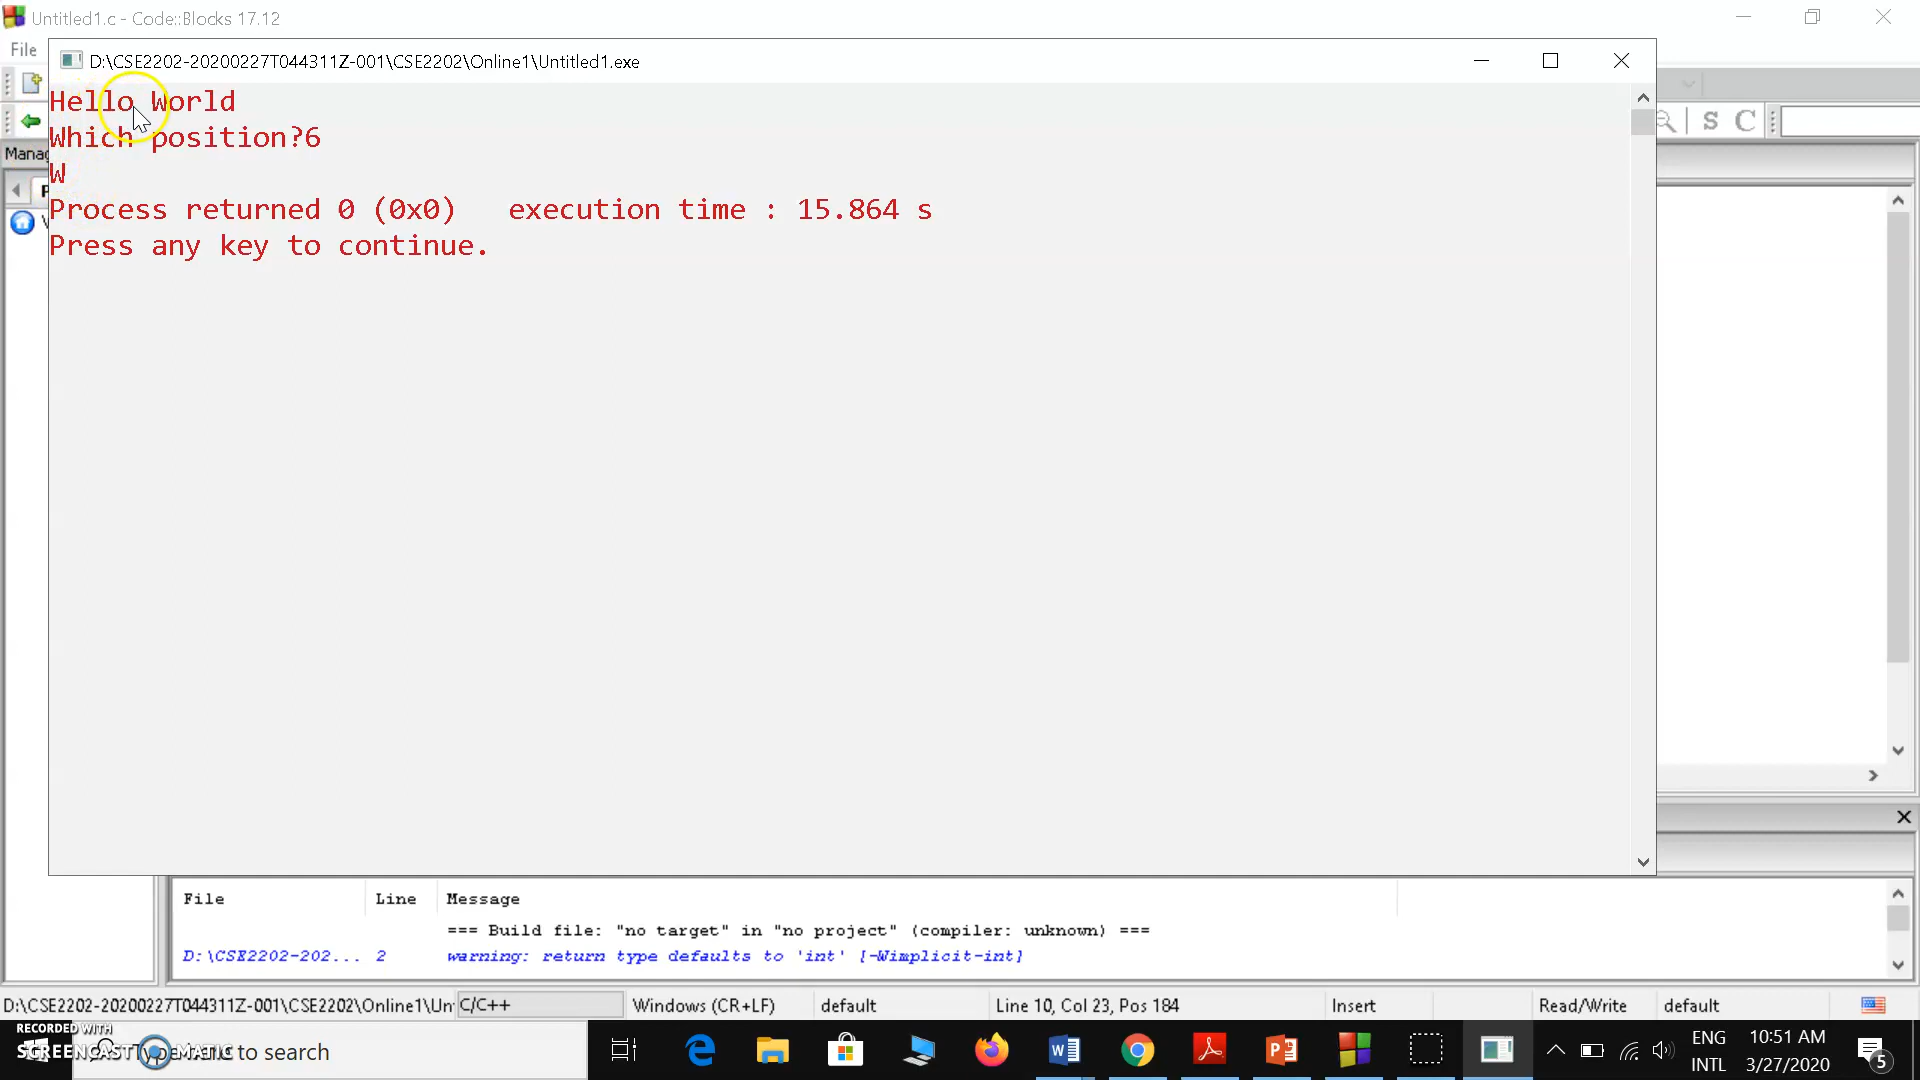 Untitled1.c - Code::Blocks 17.12
File
D:\CSE2202-20200227T044311Z-001\CSE2202\Online1\Untitled1.exe
Hello World
Which position?6
W
Process returned 0 (0x0)   execution time : 15.864 s
Press any key to continue.
S C
Manag
File Line Message
=== Build file: "no target" in "no project" (compiler: unknown) ===
D:\CSE2202-202... 2 warning: return type defaults to 'int' [-Wimplicit-int]
D:\CSE2202-20200227T044311Z-001\CSE2202\Online1\Un C/C++ Windows (CR+LF) default Line 10, Col 23, Pos 184 Insert Read/Write default
RECORDED WITH
SCREENCAST MATIC
to search
ENG 10:51 AM
INTL 3/27/2020 5